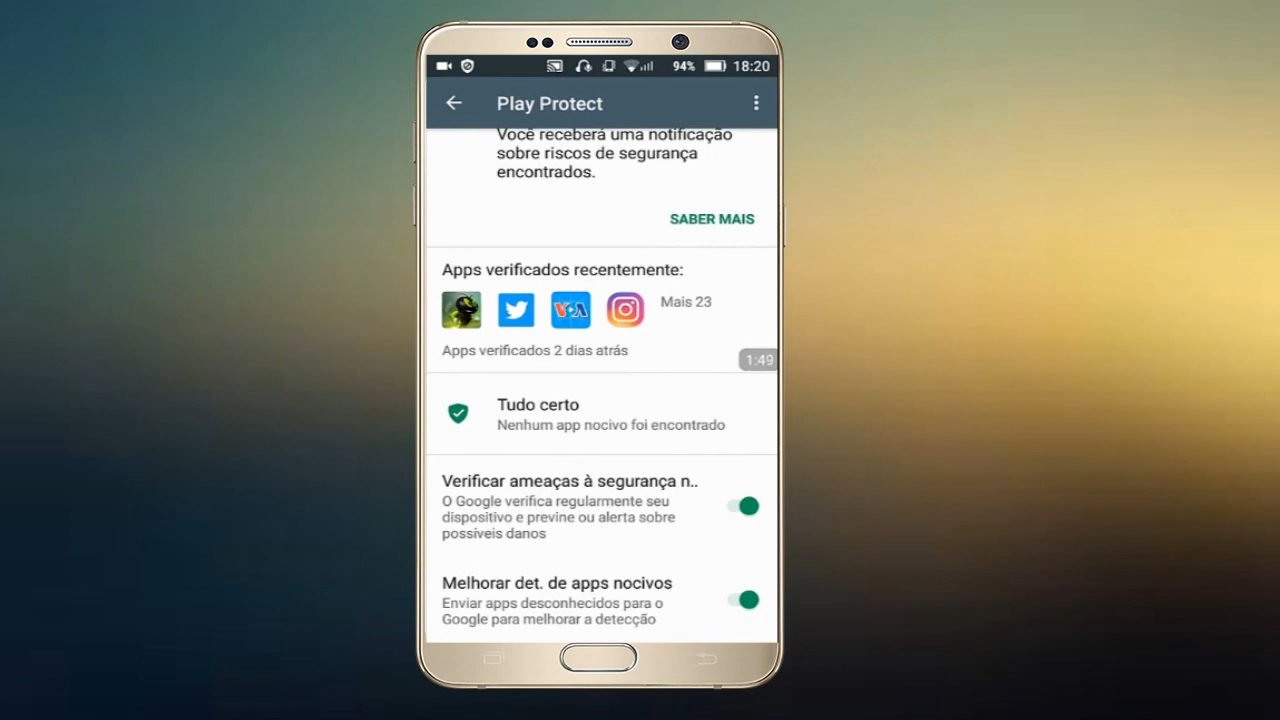 94% 18:20
Play Protect
Você receberá uma notificação
sobre riscos de segurança
encontrados.
SABER MAIS
Apps verificados recentemente:
VOA
Mais 23
Apps verificados 2 dias atrás
1:49
Tudo certo
Nenhum app nocivo foi encontrado
Verificar ameaças à segurança n..
O Google verifica regularmente seu
dispositivo e previne ou alerta sobre
possíveis danos
Melhorar det. de apps nocivos
Enviar apps desconhecidos para o
Google para melhorar a detecção